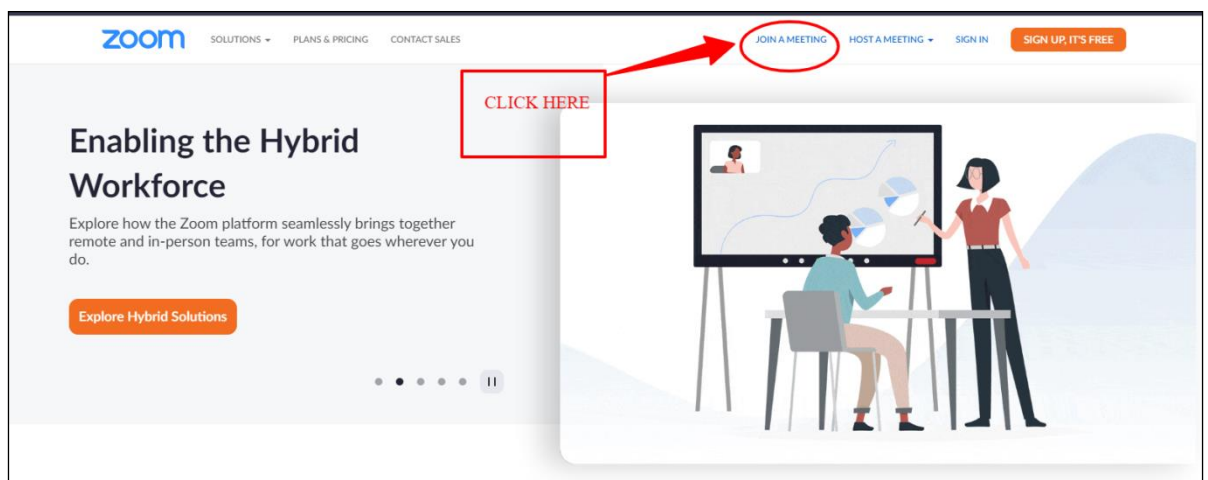 zoom SOLUTIONS PLANS & PRICING CONTACT SALES JOIN A MEETING HOST A MEETING SIGN IN SIGN UP, IT'S FREE
CLICK HERE
Enabling the Hybrid
Workforce
Explore how the Zoom platform seamlessly brings together
remote and in-person teams, for work that goes wherever you
do.
Explore Hybrid Solutions